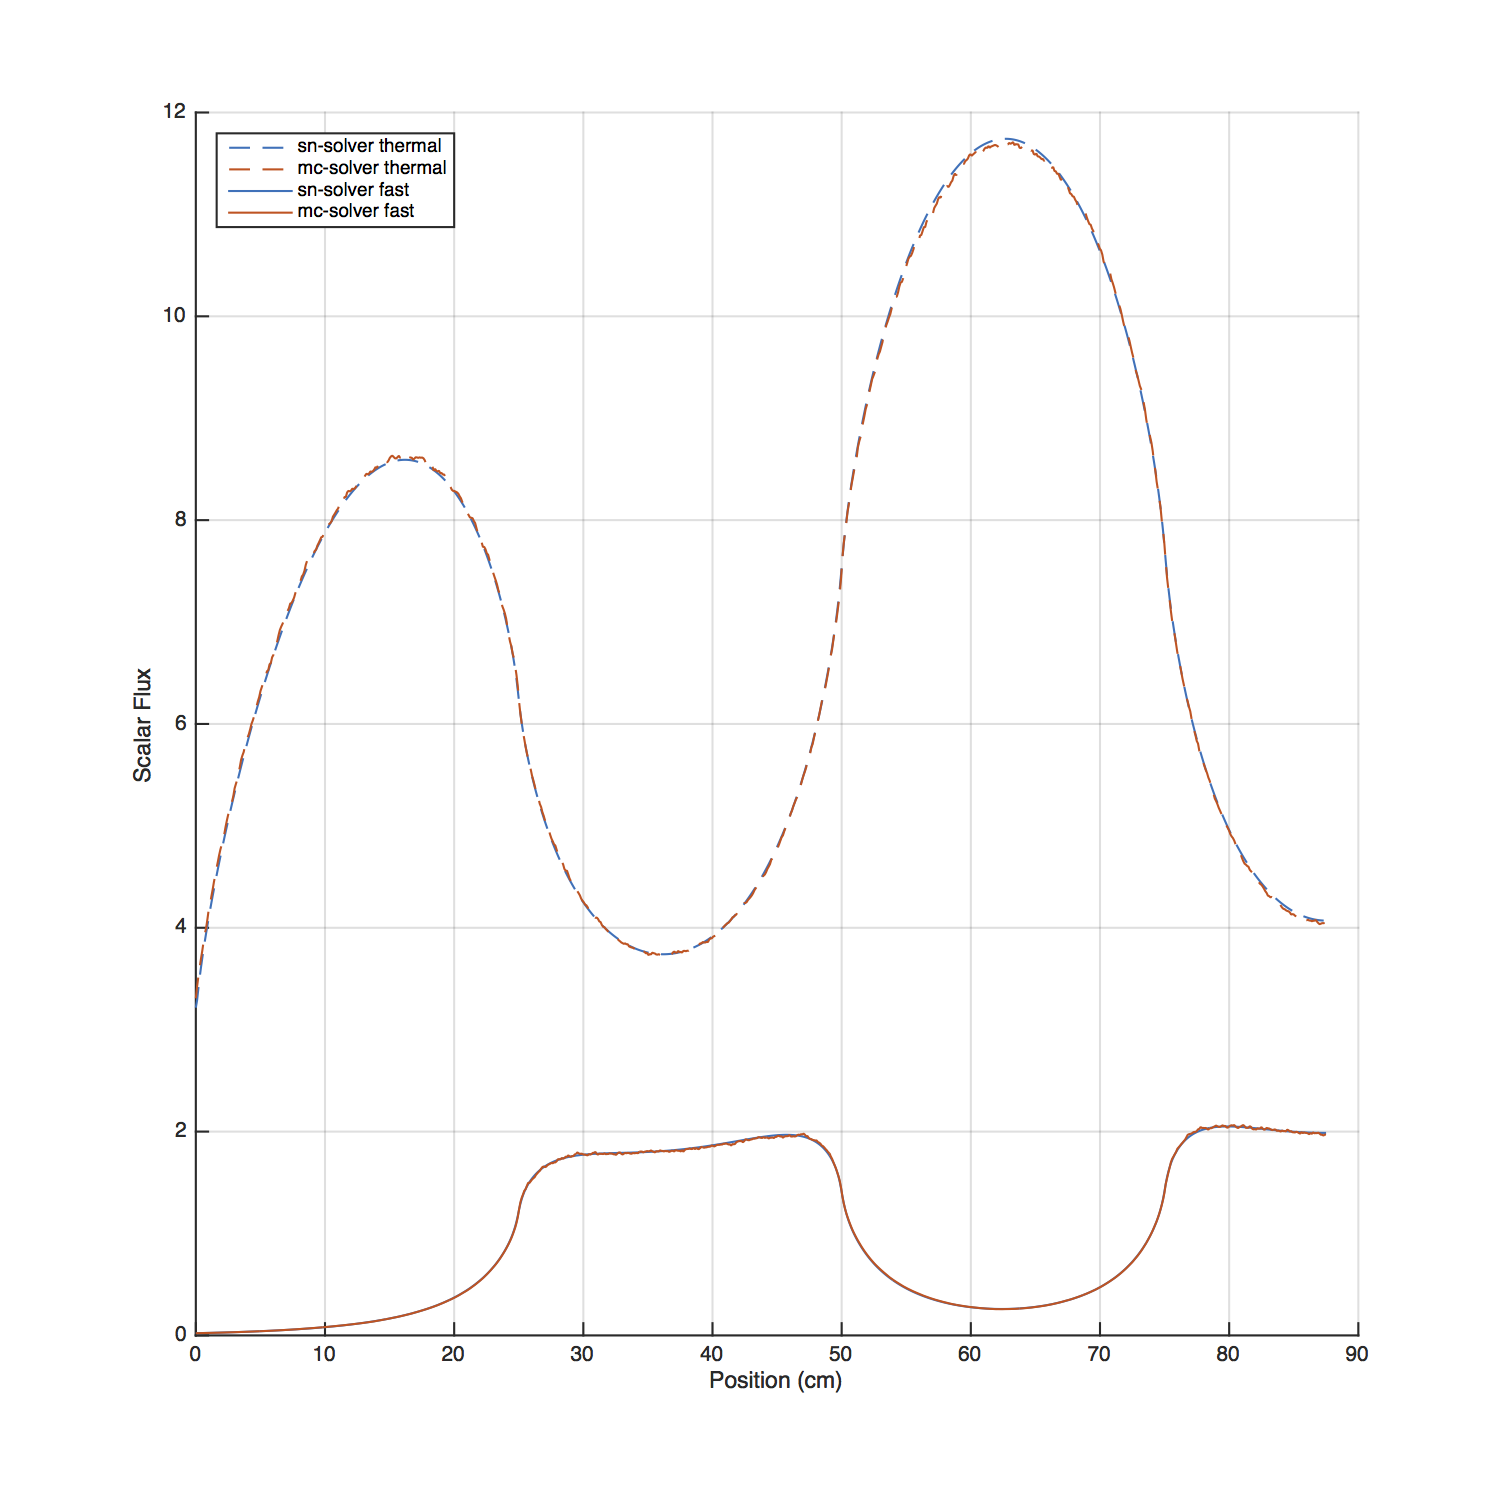 12
sn-solver thermal
mc-solver thermal
sn-solver fast
mc-solver fast
10
8
6
Scalar Flux
4
2
0
0 10 20 30 40 50 60 70 80 90
Position (cm)